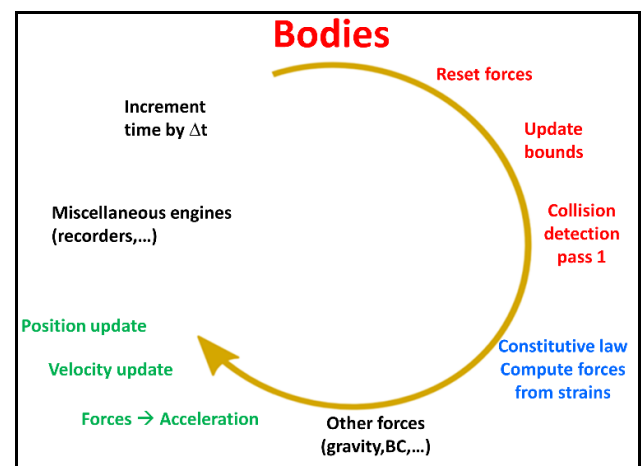 Bodies
Reset forces
Update
bounds
Collision
detection
pass 1
Constitutive law
Compute forces
from strains
Other forces
(gravity,BC,...)
Forces → Acceleration
Velocity update
Position update
Miscellaneous engines
(recorders,...)
Increment
time by Δt